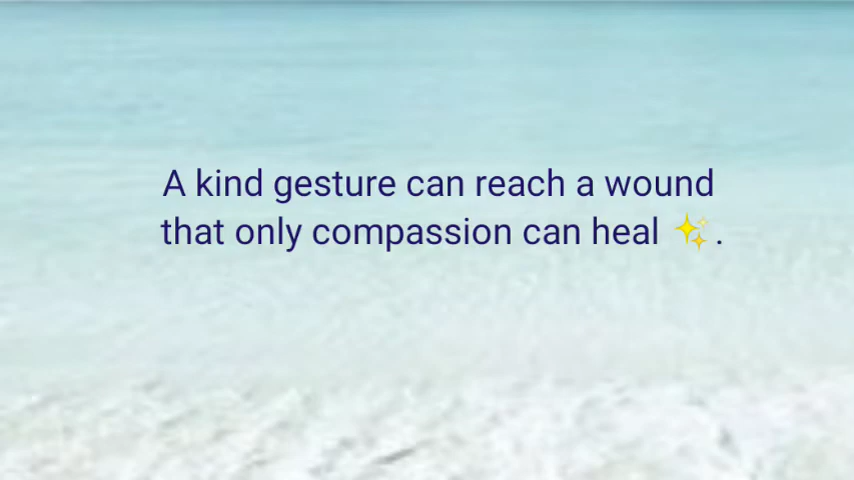 A kind gesture can reach a wound
that only compassion can heal ✨.